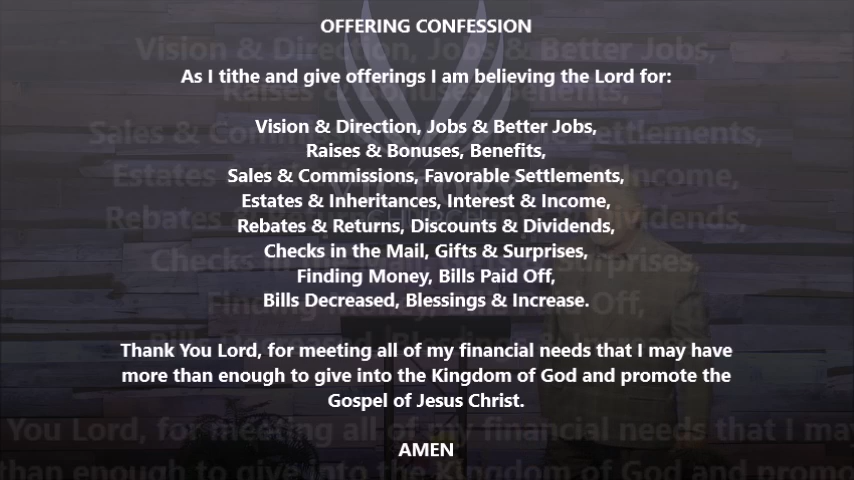 OFFERING CONFESSION
As I tithe and give offerings I am believing the Lord for:
Vision & Direction, Jobs & Better Jobs,
Raises & Bonuses, Benefits,
Sales & Commissions, Favorable Settlements,
Estates & Inheritances, Interest & Income,
Rebates & Returns, Discounts & Dividends,
Checks in the Mail, Gifts & Surprises,
Finding Money, Bills Paid Off,
Bills Decreased, Blessings & Increase.
Thank You Lord, for meeting all of my financial needs that I may have
more than enough to give into the Kingdom of God and promote the
Gospel of Jesus Christ.
AMEN